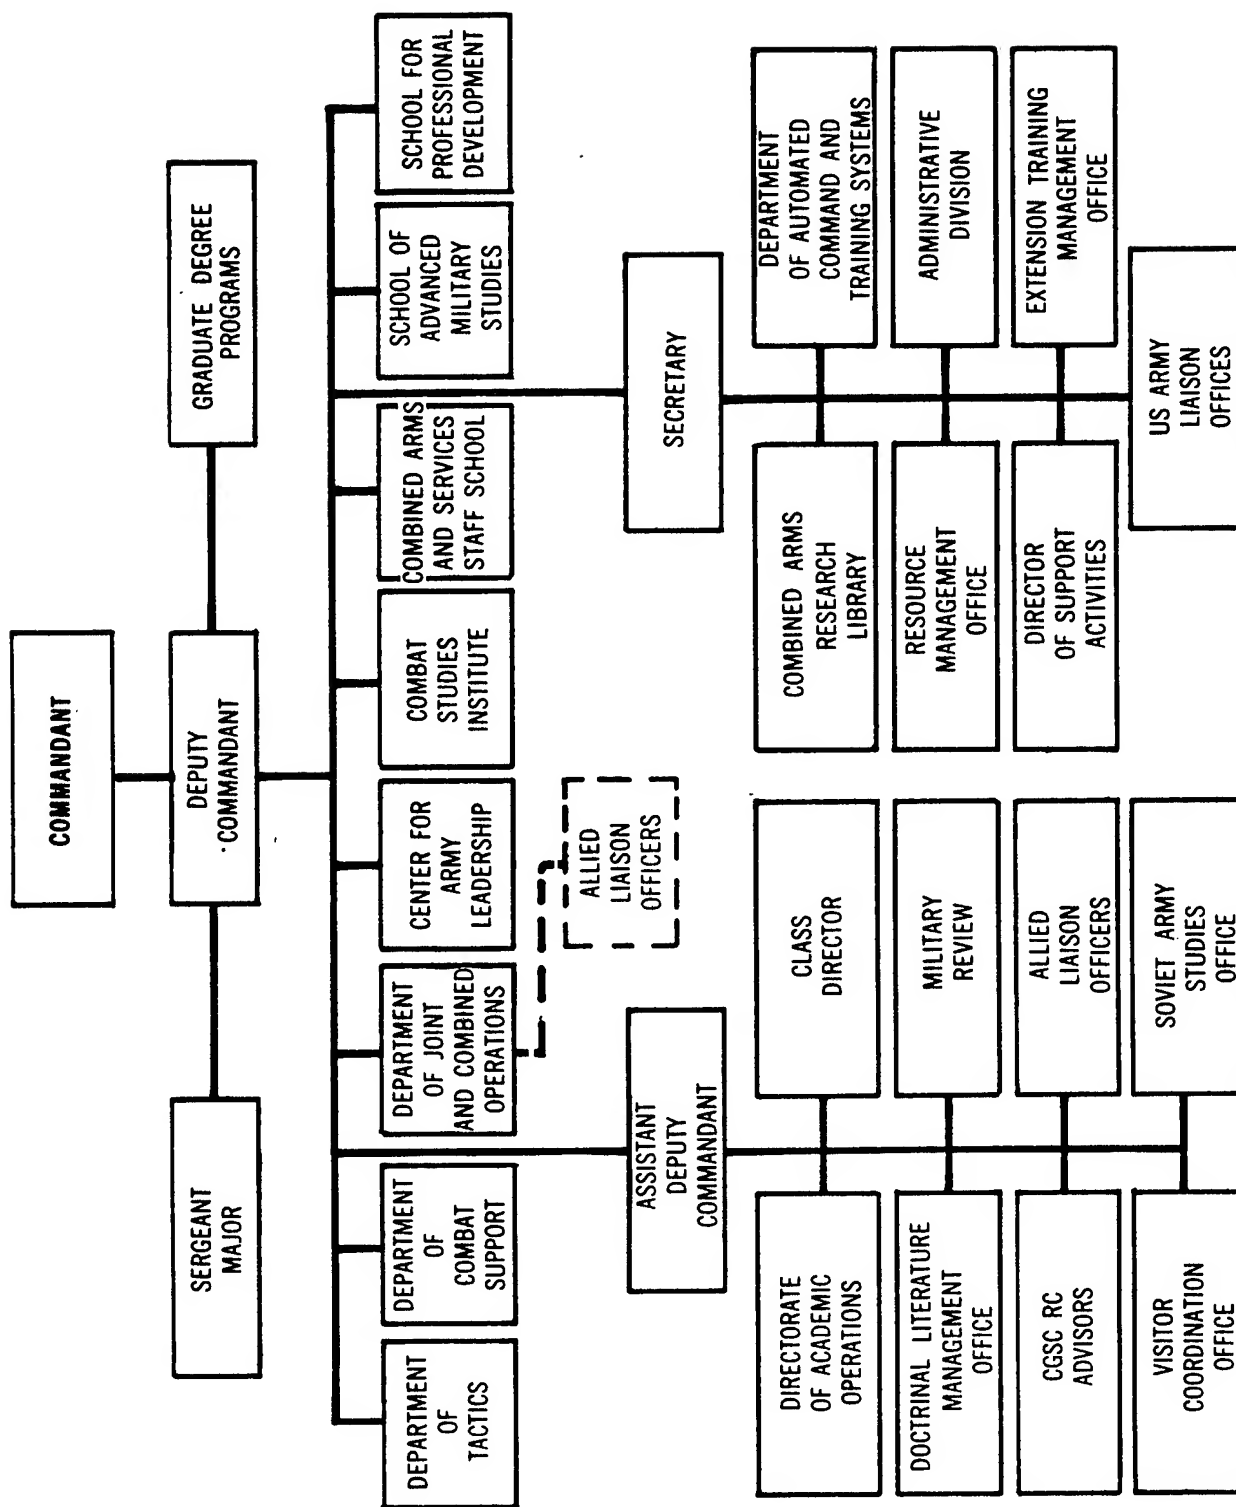 COMMANDANT
SERGEANT
MAJOR
DEPUTY
COMMANDANT
GRADUATE DEGREE
PROGRAMS
DEPARTMENT
OF
TACTICS
DEPARTMENT
OF
COMBAT
SUPPORT
DEPARTMENT
OF JOINT
AND COMBINED
OPERATIONS
CENTER FOR
ARMY
LEADERSHIP
COMBAT
STUDIES
INSTITUTE
COMBINED ARMS
AND SERVICES
STAFF SCHOOL
SCHOOL OF
ADVANCED
MILITARY
STUDIES
SCHOOL FOR
PROFESSIONAL
DEVELOPMENT
ALLIED
LIAISON
OFFICERS
ASSISTANT
DEPUTY
COMMANDANT
SECRETARY
DIRECTORATE
OF ACADEMIC
OPERATIONS
CLASS
DIRECTOR
COMBINED ARMS
RESEARCH
LIBRARY
DEPARTMENT
OF AUTOMATED
COMMAND AND
TRAINING SYSTEMS
DOCTRINAL LITERATURE
MANAGEMENT
OFFICE
MILITARY
REVIEW
RESOURCE
MANAGEMENT
OFFICE
ADMINISTRATIVE
DIVISION
CGSC RC
ADVISORS
ALLIED
LIAISON
OFFICERS
DIRECTOR
OF SUPPORT
ACTIVITIES
EXTENSION TRAINING
MANAGEMENT
OFFICE
VISITOR
COORDINATION
OFFICE
SOVIET ARMY
STUDIES
OFFICE
US ARMY
LIAISON
OFFICES